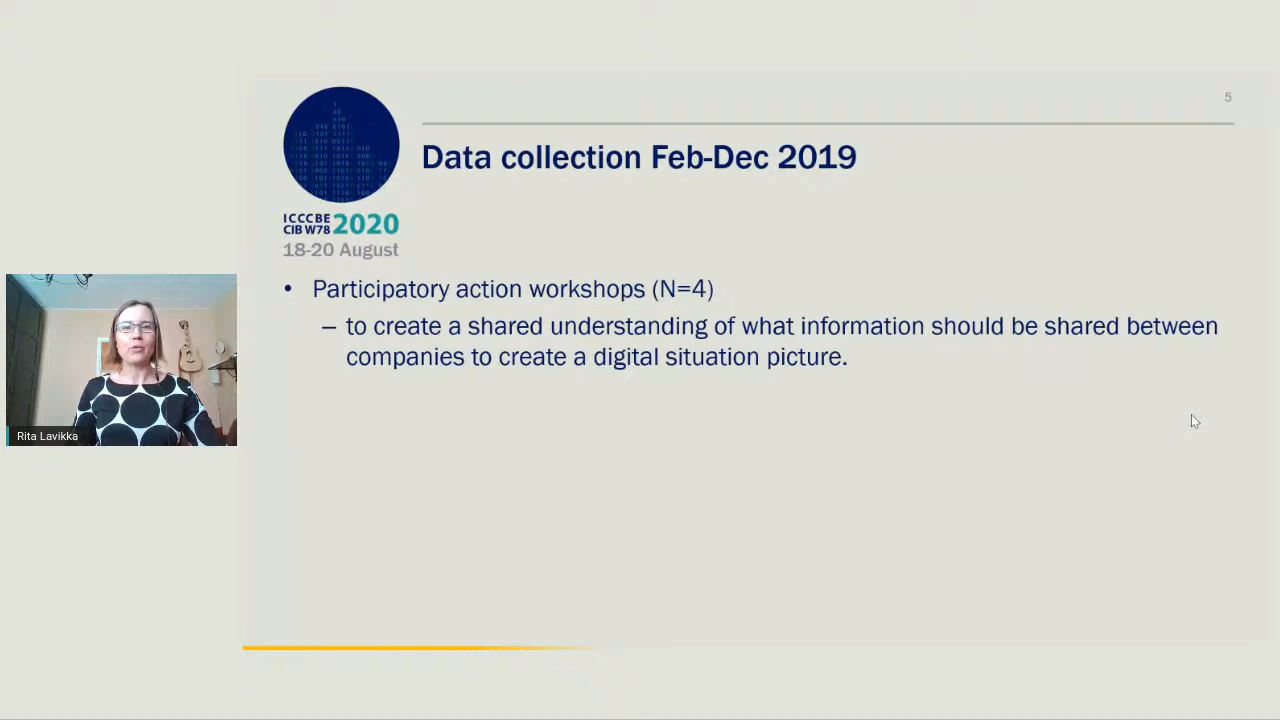 5
Data collection Feb-Dec 2019
ICCCBE
CIB W78 2020
18-20 August
• Participatory action workshops (N=4)
– to create a shared understanding of what information should be shared between
companies to create a digital situation picture.
Rita Lavikka